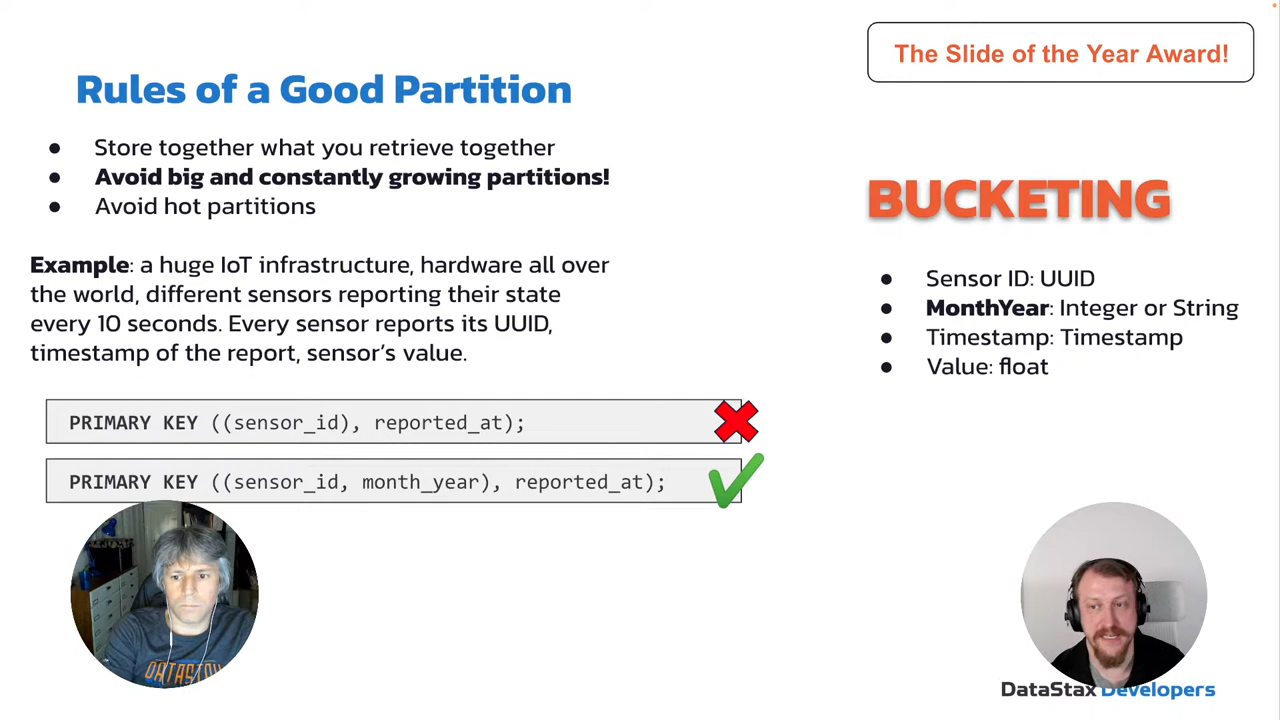 The Slide of the Year Award!
Rules of a Good Partition
● Store together what you retrieve together
● Avoid big and constantly growing partitions!
● Avoid hot partitions
Example: a huge IoT infrastructure, hardware all over
the world, different sensors reporting their state
every 10 seconds. Every sensor reports its UUID,
timestamp of the report, sensor's value.
PRIMARY KEY ((sensor_id), reported_at);
PRIMARY KEY ((sensor_id, month_year), reported_at);
BUCKETING
● Sensor ID: UUID
● MonthYear: Integer or String
● Timestamp: Timestamp
● Value: float
DATASTAX
DataStax Developers